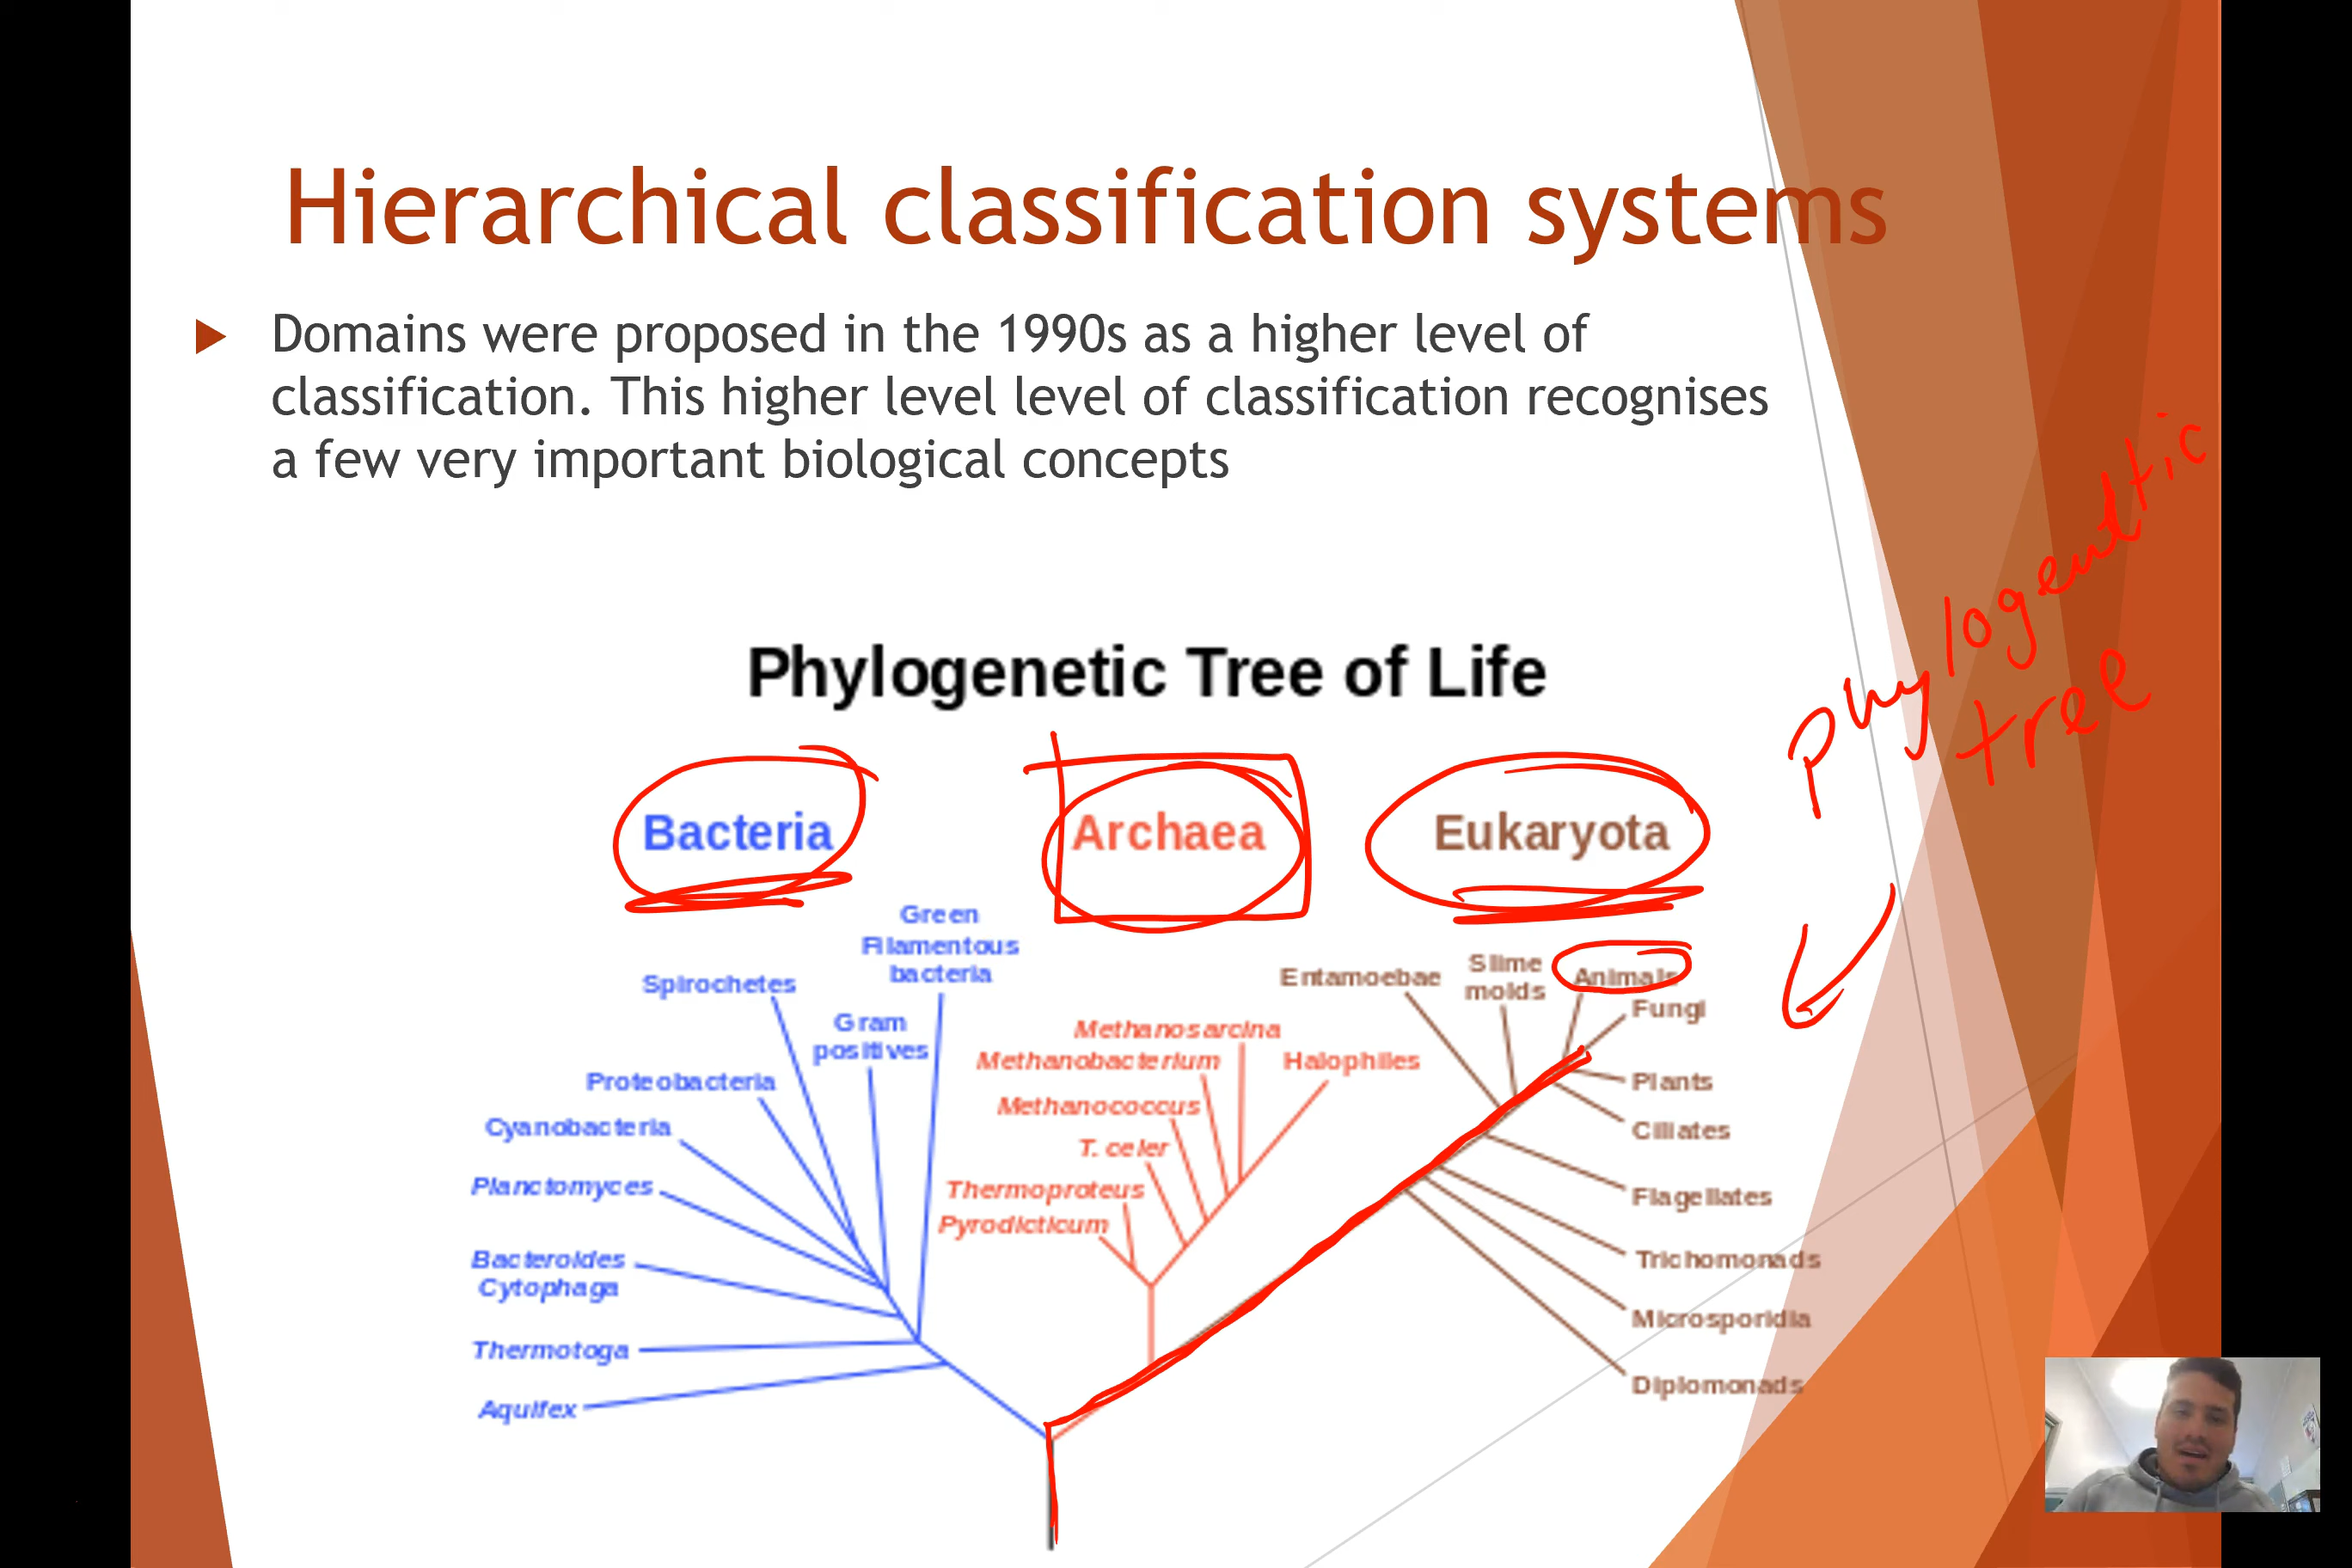 Hierarchical classification systems
Domains were proposed in the 1990s as a higher level of
classification. This higher level level of classification recognises
a few very important biological concepts
Phylogenetic Tree of Life
phylogenetic
tree
Bacteria
Archaea
Eukaryota
Green
Filamentous
bacteria
Spirochetes
Gram
positives
Proteobacteria
Cyanobacteria
Planctomyces
Bacteroides
Cytophaga
Thermotoga
Aquifex
Methanosarcina
Methanobacterium
Halophiles
Methanococcus
T. celer
Thermoproteus
Pyrodicticum
Entamoebae
Slime
molds
Animals
Fungi
Plants
Ciliates
Flagellates
Trichomonads
Microsporidia
Diplomonads